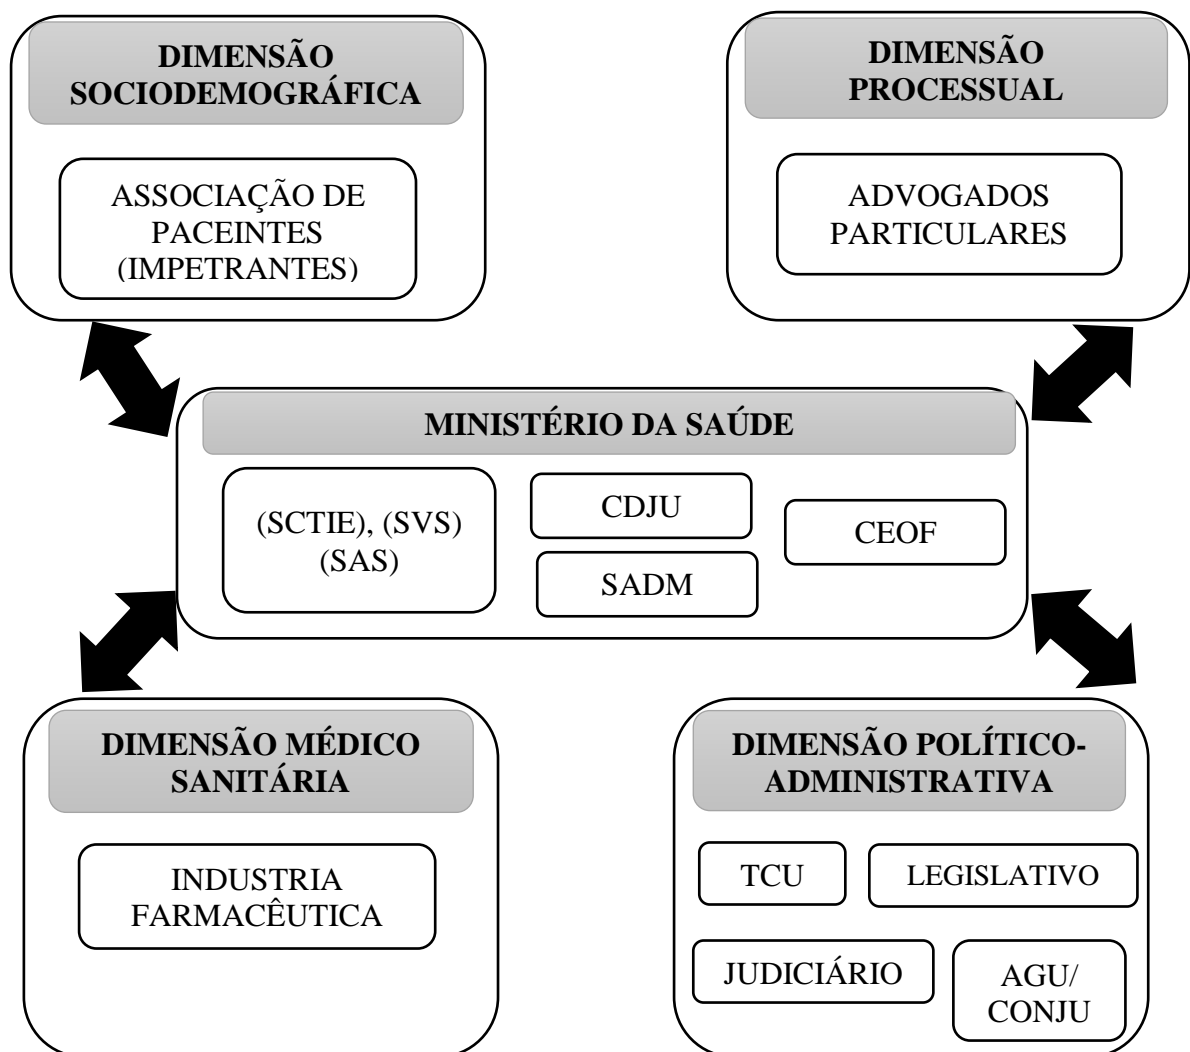 DIMENSÃO
SOCIODEMOGRÁFICA
ASSOCIAÇÃO DE
PACEINTES
(IMPETRANTES)
DIMENSÃO
PROCESSUAL
ADVOGADOS
PARTICULARES
MINISTÉRIO DA SAÚDE
(SCTIE), (SVS)
(SAS)
CDJU
SADM
CEOF
DIMENSÃO MÉDICO
SANITÁRIA
INDUSTRIA
FARMACÊUTICA
DIMENSÃO POLÍTICO-
ADMINISTRATIVA
TCU
LEGISLATIVO
JUDICIÁRIO
AGU/
CONJU